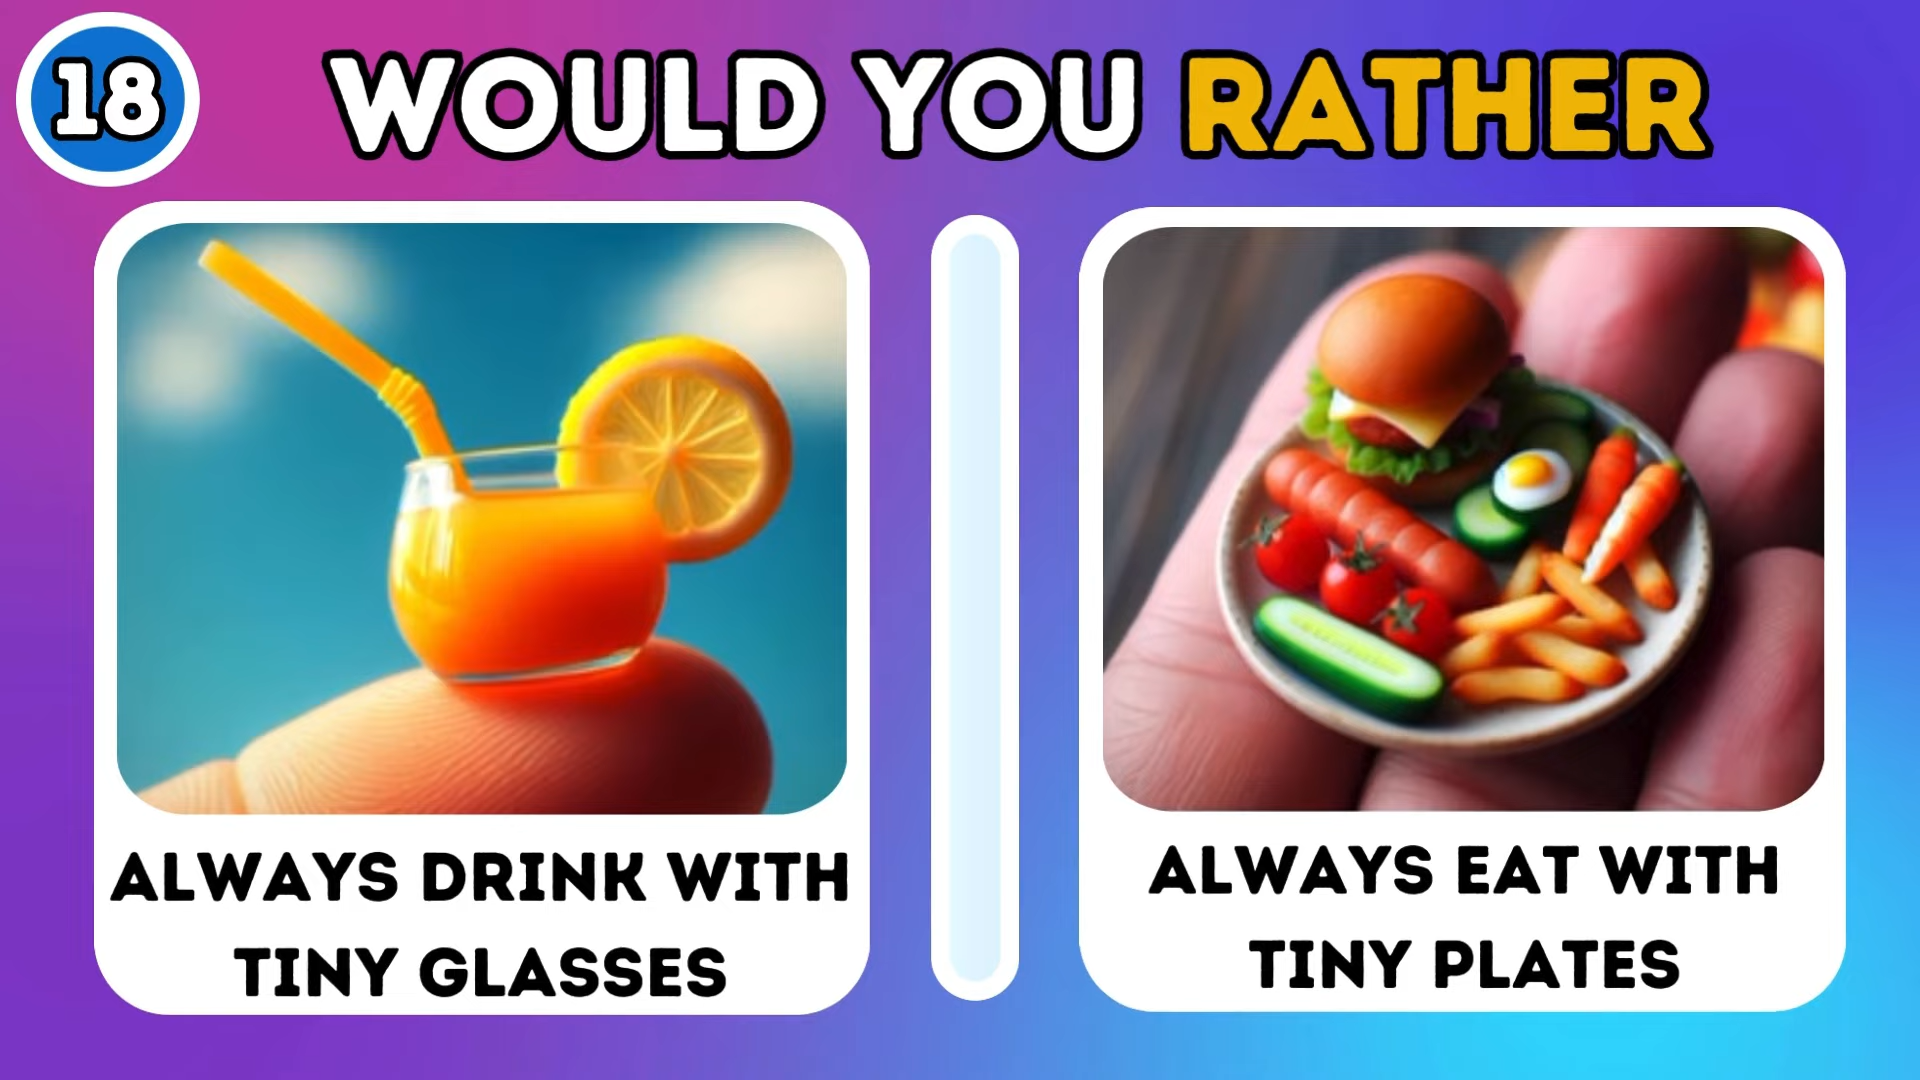 18
WOULD YOU RATHER
ALWAYS DRINK WITH
TINY GLASSES
ALWAYS EAT WITH
TINY PLATES